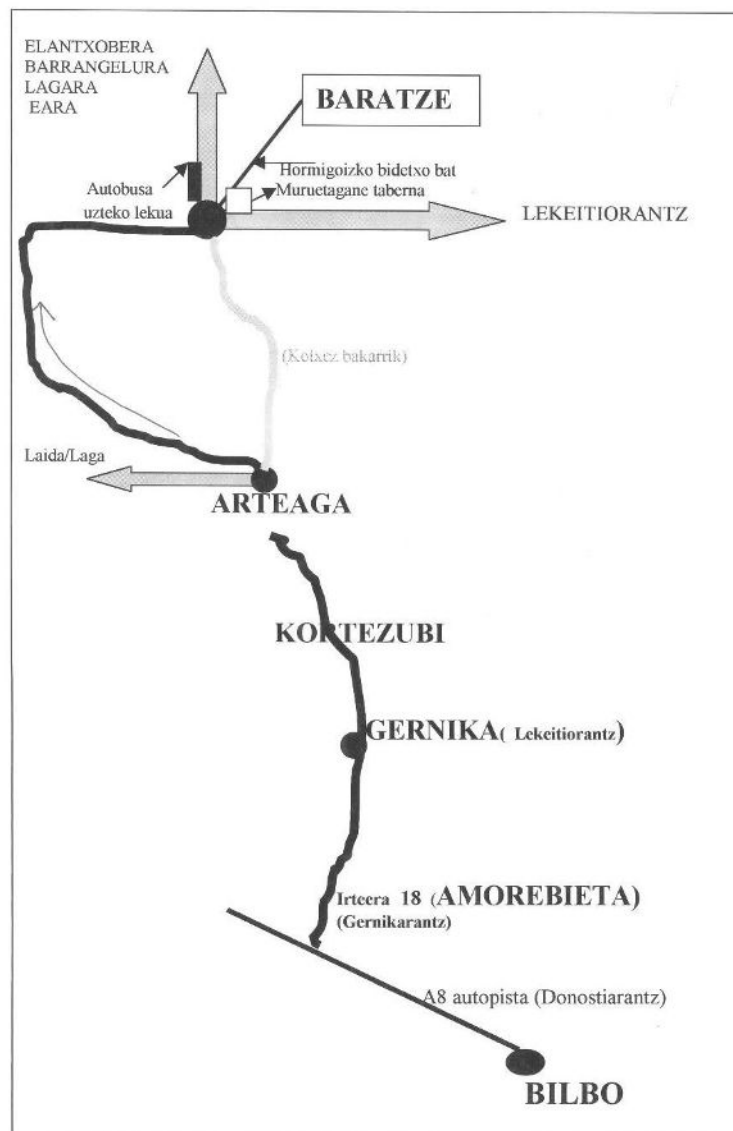 ELANTXOBERA
BARRANGELURA
LAGARA
EARA
BARATZE
Hormigoizko bidetxo bat
Autobusa
uzteko lekua
Muruetagane taberna
LEKEITIORANTZ
(Kotxez bakarrik)
Laida/Laga
ARTEAGA
KORTEZUBI
GERNIKA( Lekeitiorantz)
Irteera 18 (AMOREBIETA)
(Gernikarantz)
A8 autopista (Donostiarantz)
BILBO